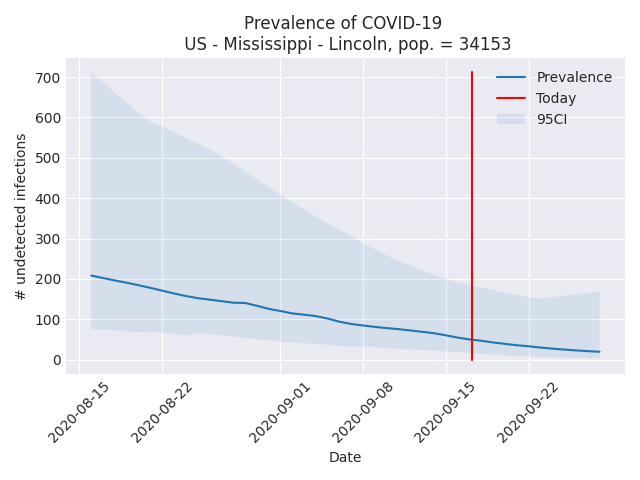 Prevalence of COVID-19
US - Mississippi - Lincoln, pop. = 34153
# undetected infections
700
600
500
400
300
200
100
0
Prevalence
Today
95CI
2020-08-15
2020-08-22
2020-09-01
2020-09-08
2020-09-15
2020-09-22
Date